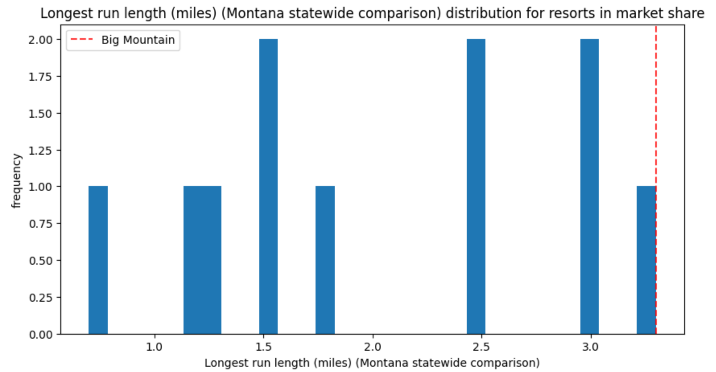 Longest run length (miles) (Montana statewide comparison) distribution for resorts in market share
Big Mountain
frequency
2.00
1.75
1.50
1.25
1.00
0.75
0.50
0.25
0.00
1.0 1.5 2.0 2.5 3.0
Longest run length (miles) (Montana statewide comparison)